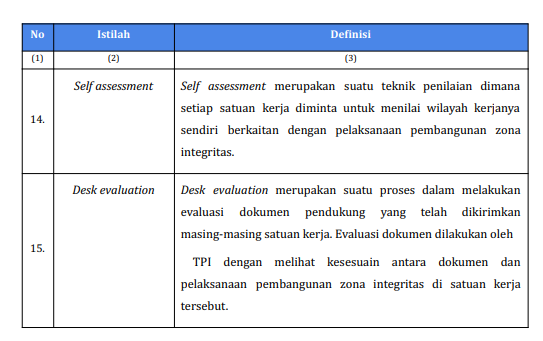 No Istilah Definisi
(1) (2) (3)
14. Self assessment Self assessment merupakan suatu teknik penilaian dimana
setiap satuan kerja diminta untuk menilai wilayah kerjanya
sendiri berkaitan dengan pelaksanaan pembangunan zona
integritas.
15. Desk evaluation Desk evaluation merupakan suatu proses dalam melakukan
evaluasi dokumen pendukung yang telah dikirimkan
masing-masing satuan kerja. Evaluasi dokumen dilakukan oleh
TPI dengan melihat kesesuain antara dokumen dan
pelaksanaan pembangunan zona integritas di satuan kerja
tersebut.